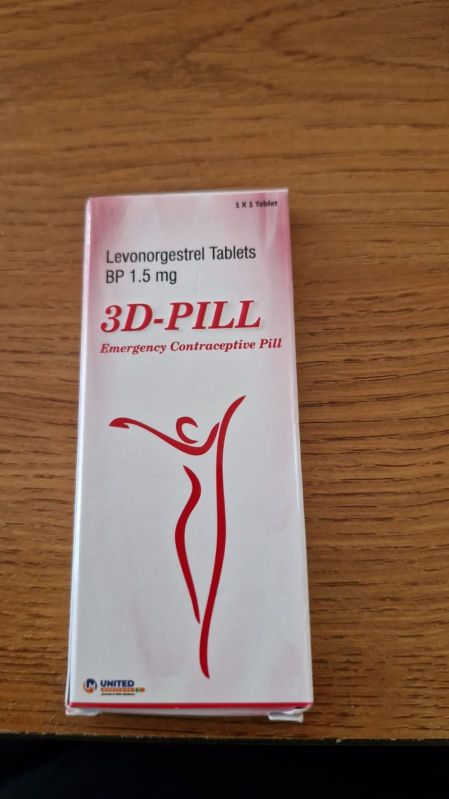 1 X 1 Tablet
Levonorgestrel Tablets
BP 1.5 mg
3D-PILL
Emergency Contraceptive Pill
UNITED